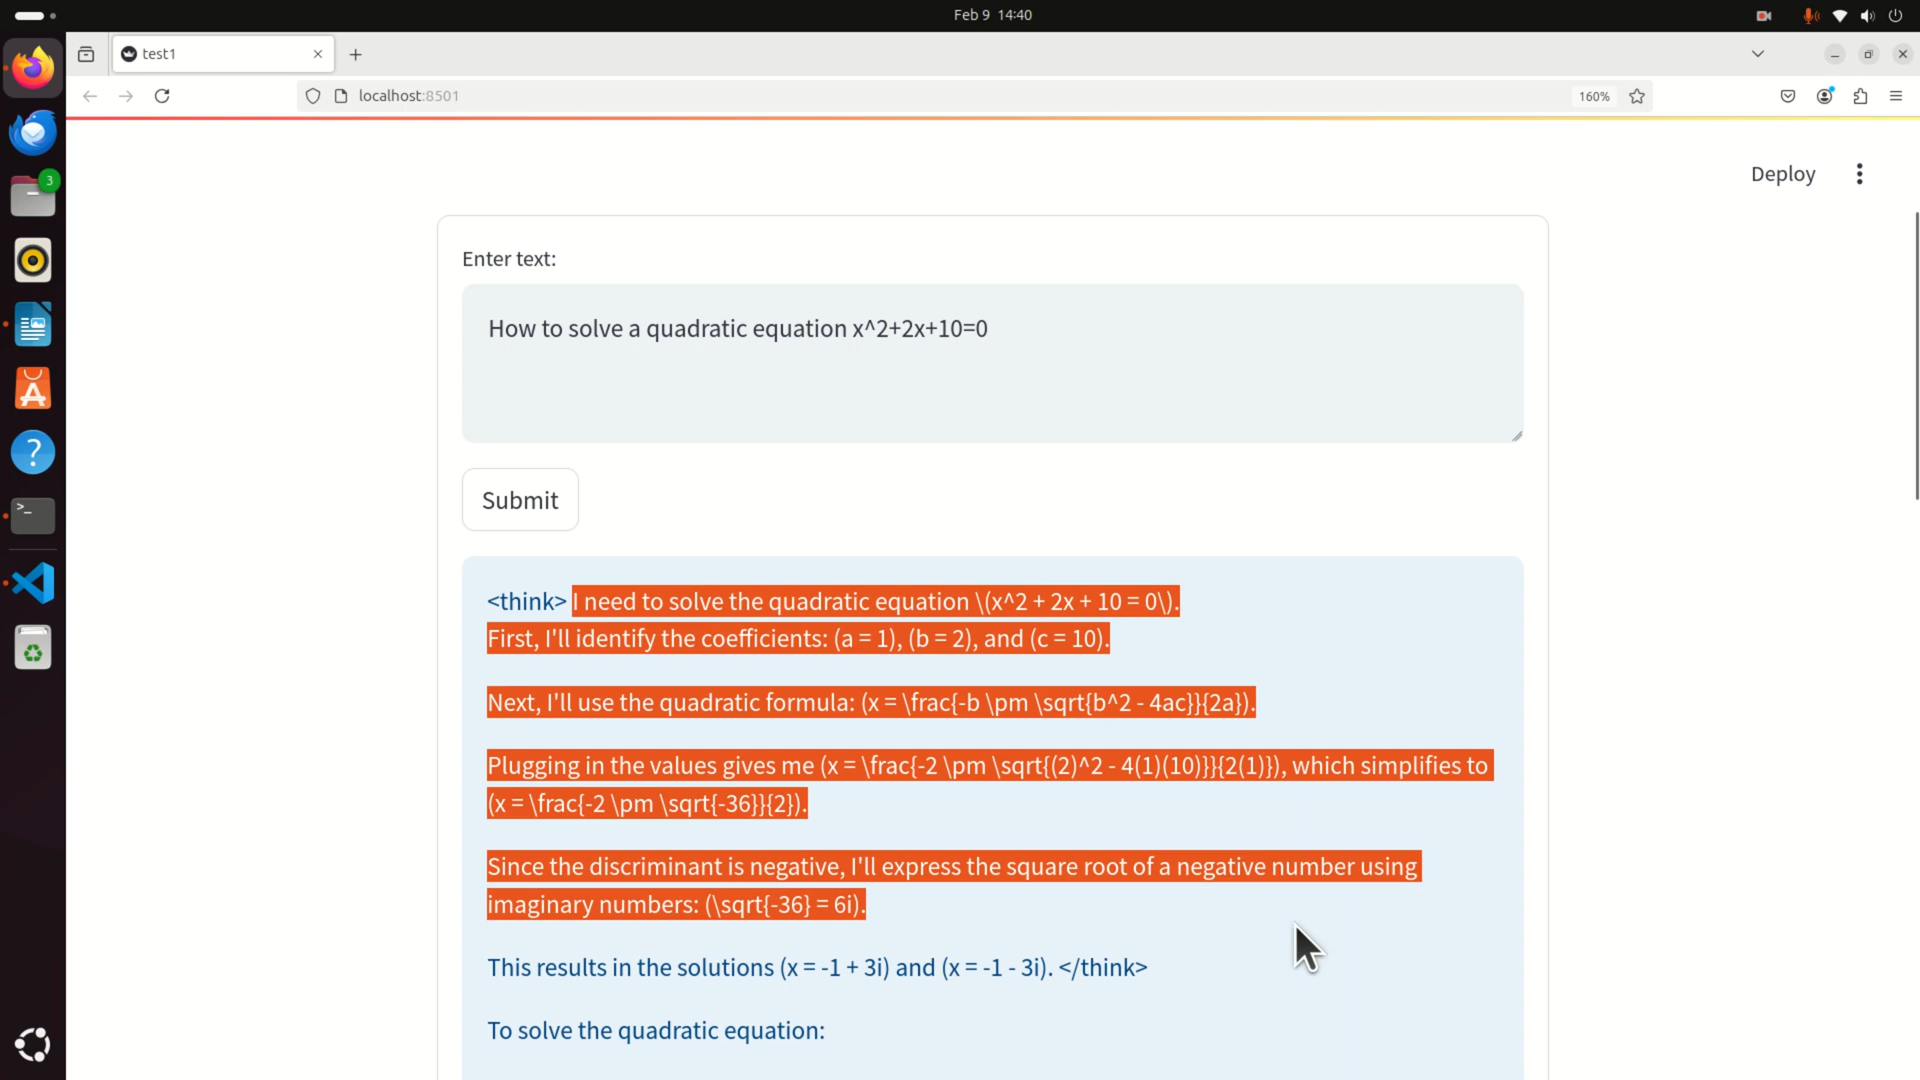 Feb 9 14:40
test1
localhost:8501
160%
3
Deploy
Enter text:
How to solve a quadratic equation x^2+2x+10=0
Submit
<think> I need to solve the quadratic equation \(x^2 + 2x + 10 = 0\).
First, I'll identify the coefficients: (a = 1), (b = 2), and (c = 10).
Next, I'll use the quadratic formula: (x = \frac{-b \pm \sqrt{b^2 - 4ac}}{2a}).
Plugging in the values gives me (x = \frac{-2 \pm \sqrt{(2)^2 - 4(1)(10)}}{2(1)}), which simplifies to
(x = \frac{-2 \pm \sqrt{-36}}{2}).
Since the discriminant is negative, I'll express the square root of a negative number using
imaginary numbers: (\sqrt{-36} = 6i).
This results in the solutions (x = -1 + 3i) and (x = -1 - 3i). </think>
To solve the quadratic equation: